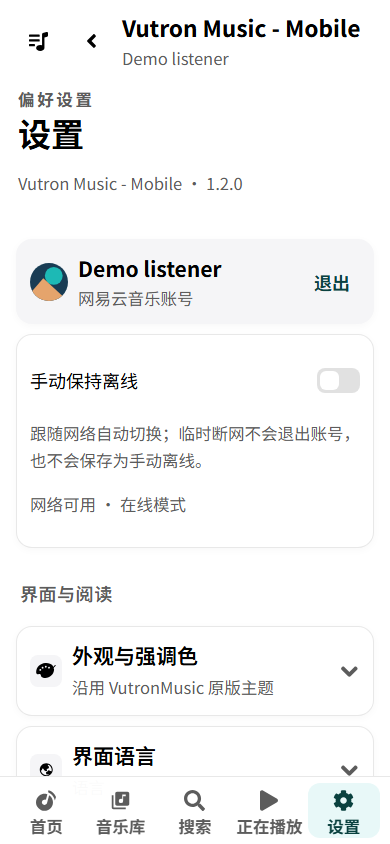 Vutron Music - Mobile
Demo listener
偏好设置
设置
Vutron Music - Mobile • 1.2.0
Demo listener
网易云音乐账号
退出
手动保持离线
跟随网络自动切换；临时断网不会退出账号，
也不会保存为手动离线。
网络可用 • 在线模式
界面与阅读
外观与强调色
沿用 VutronMusic 原版主题
界面语言
首页
音乐库
搜索
正在播放
设置